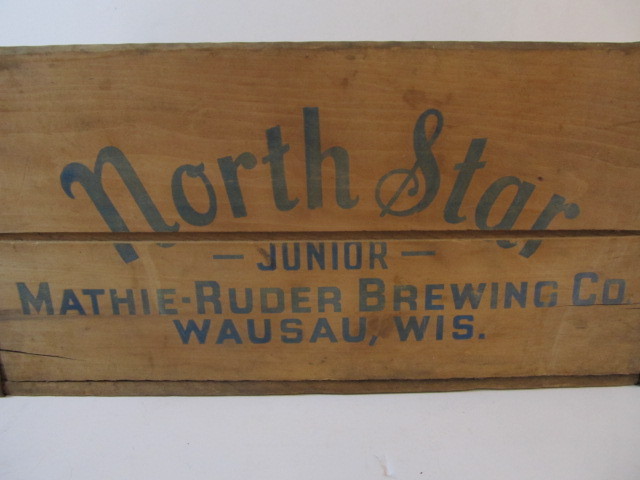 North Star
— JUNIOR —
MATHIE-RUDER BREWING CO
WAUSAU, WIS.